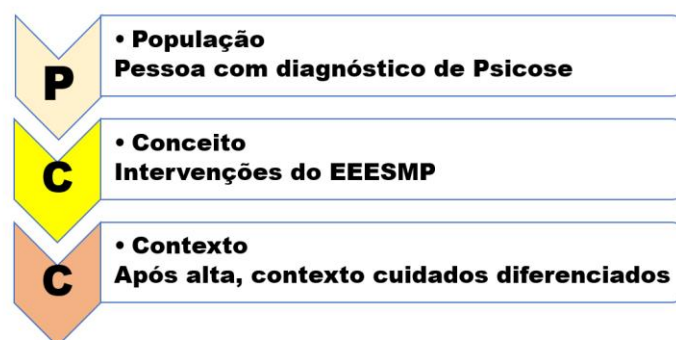 P
• População
Pessoa com diagnóstico de Psicose
C
• Conceito
Intervenções do EEESMP
C
• Contexto
Após alta, contexto cuidados diferenciados